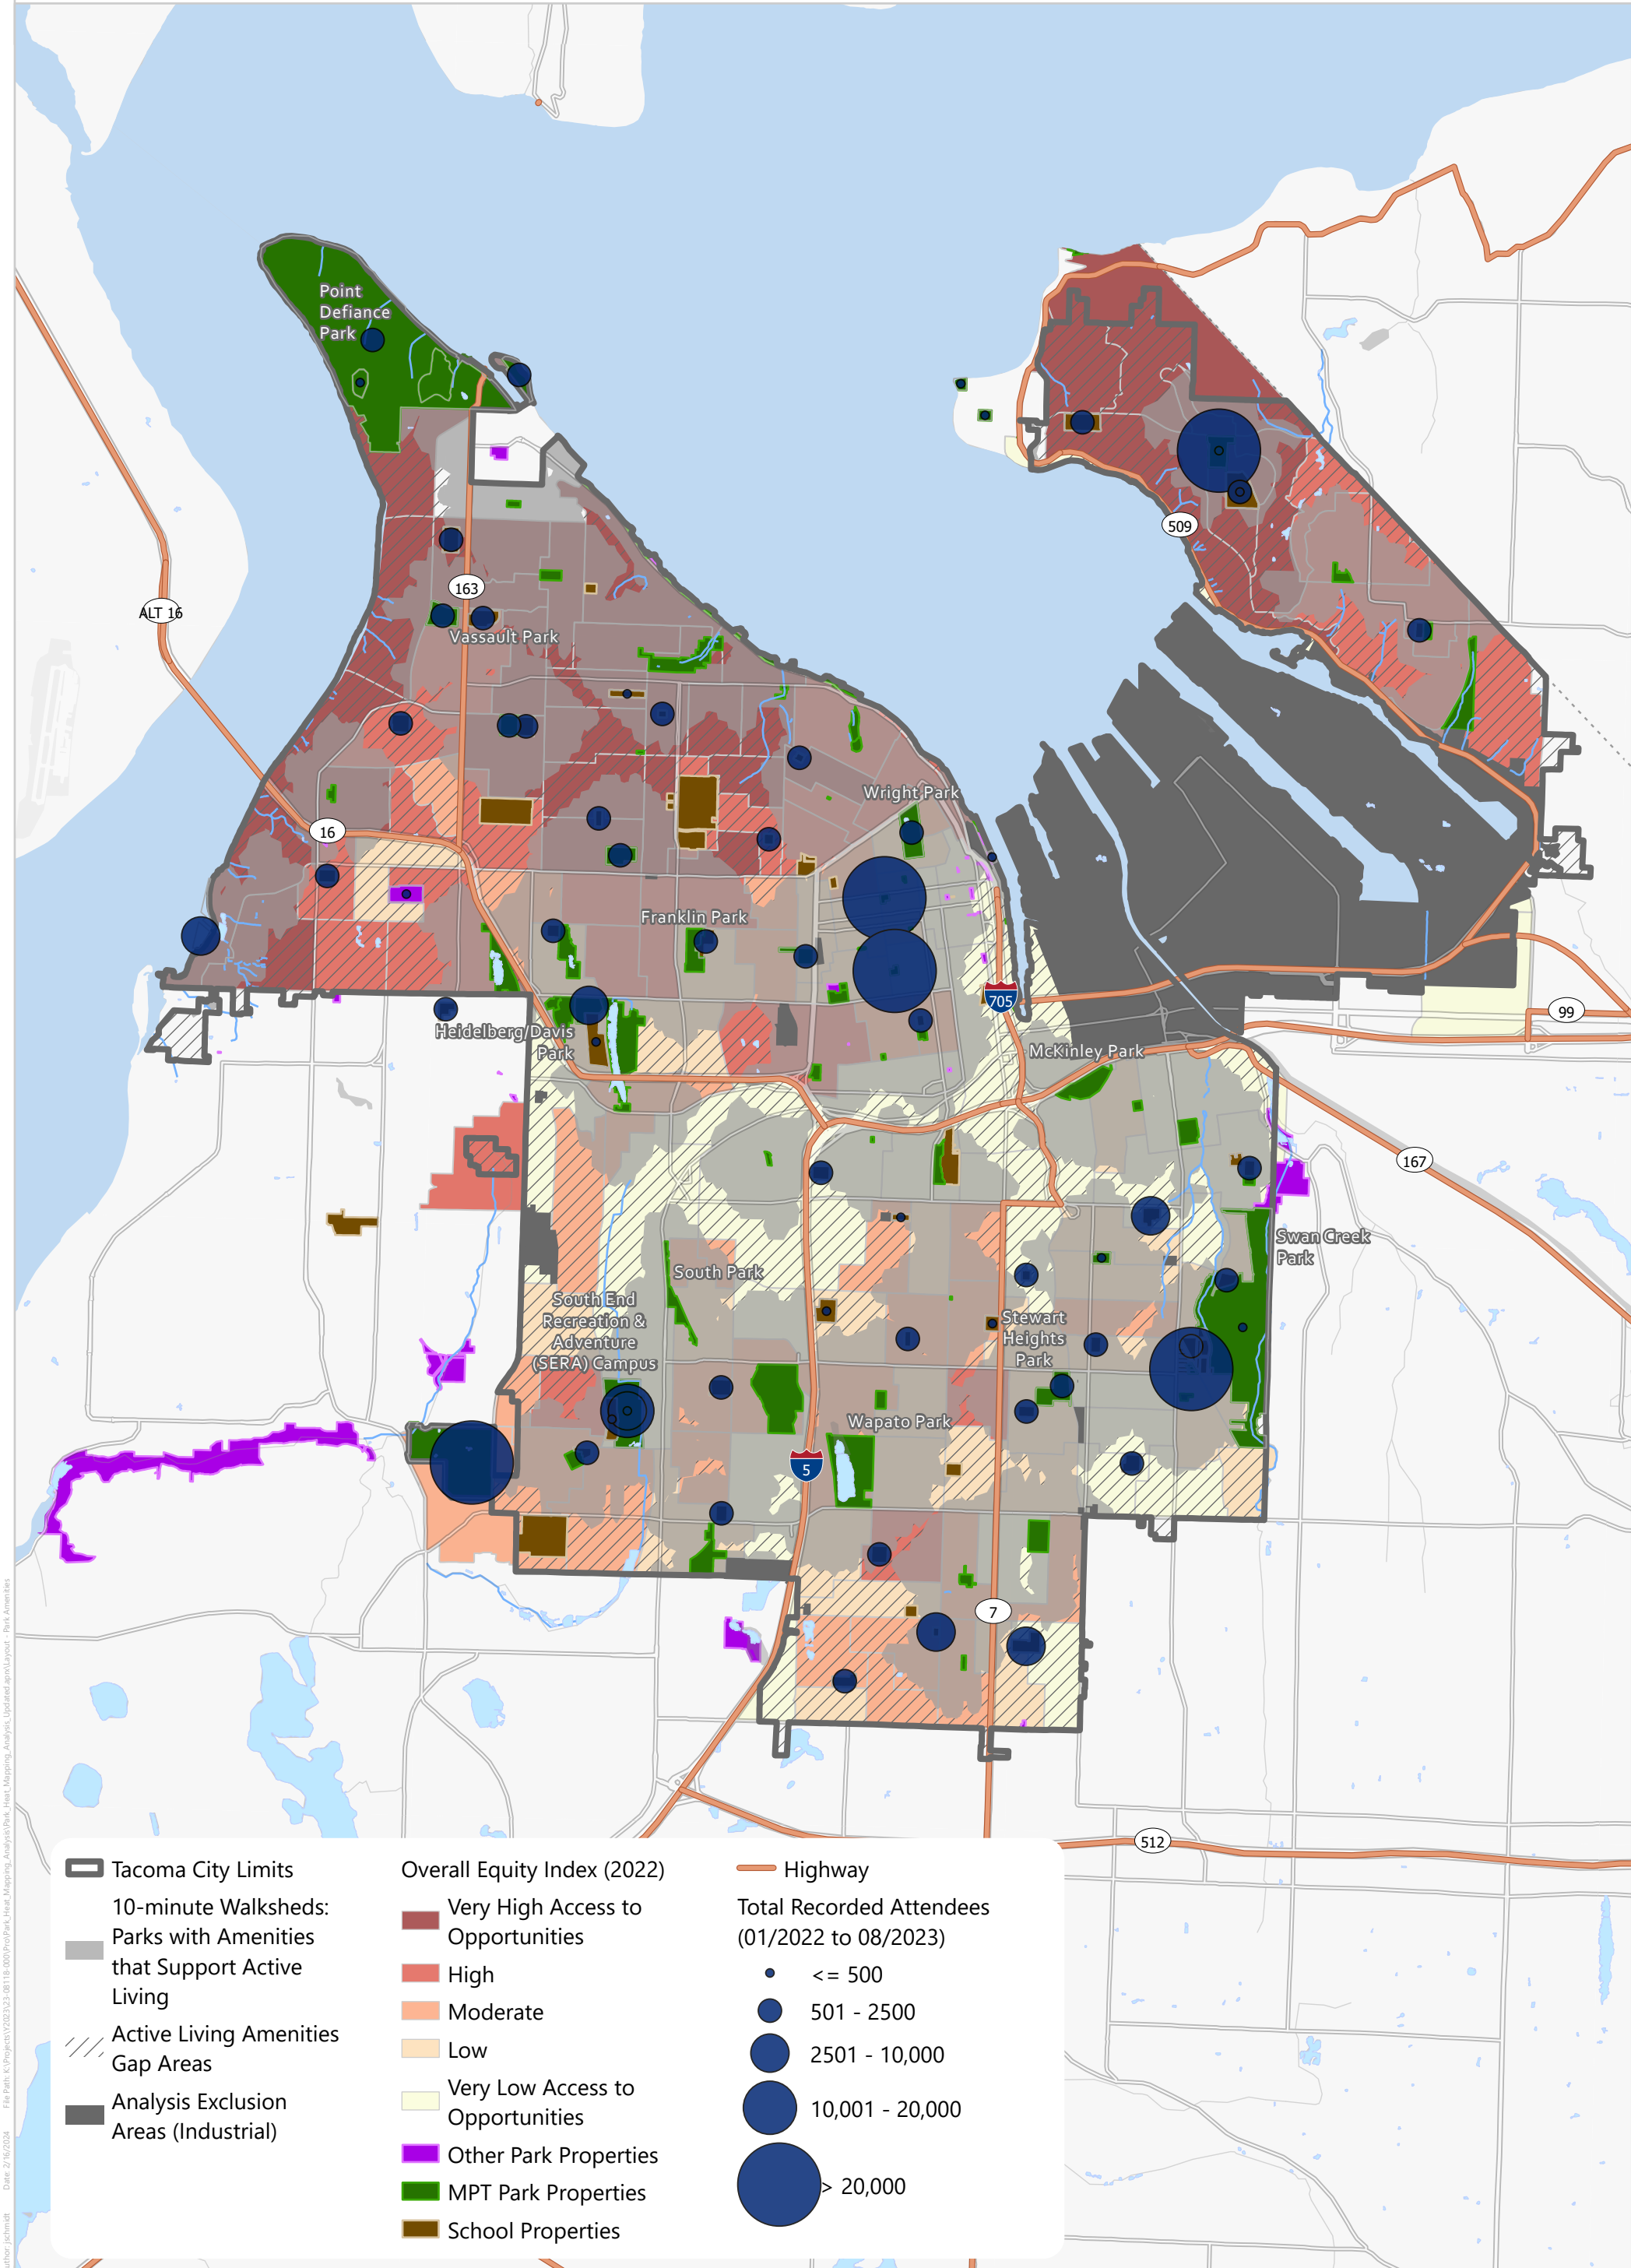 Point
Defiance
Park
509
163
ALT 16
Vassault Park
Wright Park
16
Franklin Park
705
99
Heidelberg/Davis
Park
McKinley Park
167
Swan Creek
Park
South Park
South End
Recreation &
Adventure
(SERA) Campus
Stewart
Heights
Park
Wapato Park
5
7
512
Tacoma City Limits
10-minute Walksheds:
Parks with Amenities
that Support Active
Living
Active Living Amenities
Gap Areas
Analysis Exclusion
Areas (Industrial)
Overall Equity Index (2022)
Very High Access to
Opportunities
High
Moderate
Low
Very Low Access to
Opportunities
Other Park Properties
MPT Park Properties
School Properties
Highway
Total Recorded Attendees
(01/2022 to 08/2023)
<= 500
501 - 2500
2501 - 10,000
10,001 - 20,000
> 20,000
Date: 2/16/2024